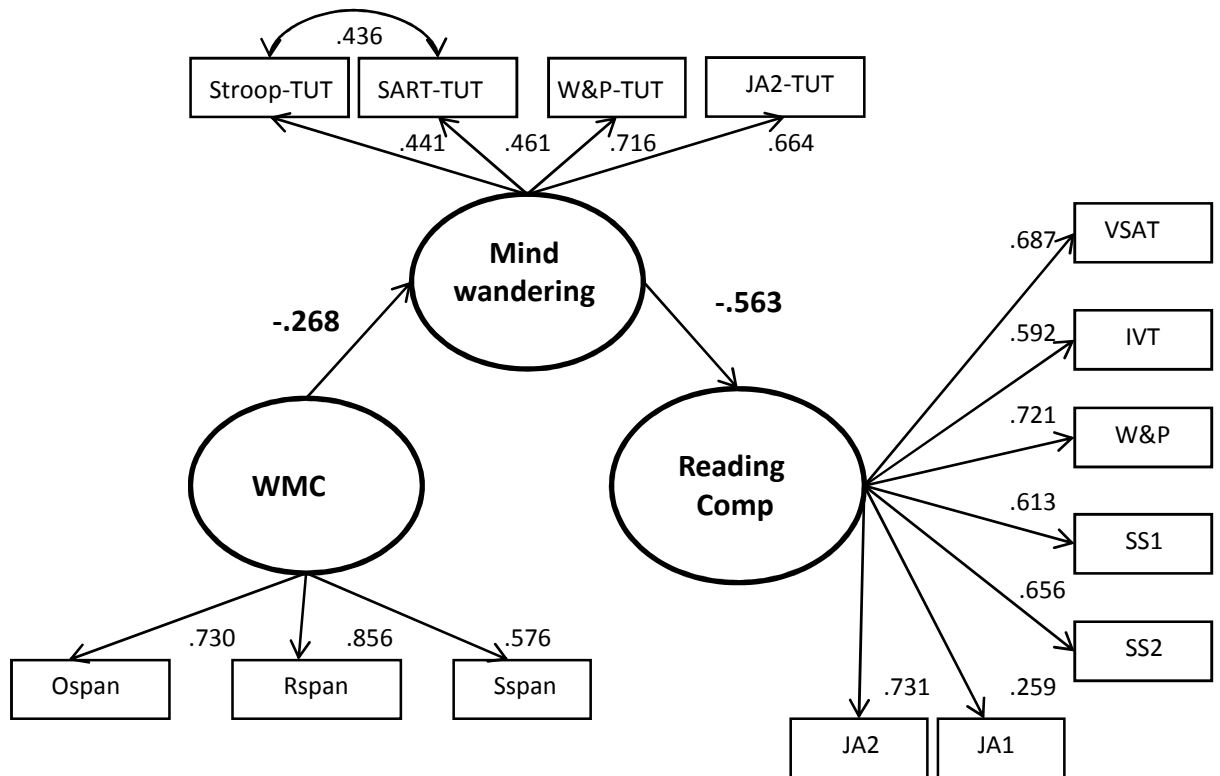 .436
Stroop-TUT
SART-TUT
W&P-TUT
JA2-TUT
.441
.461
.716
.664
Mind
wandering
-.268
-.563
WMC
Reading
Comp
.730
.856
.576
Ospan
Rspan
Sspan
.687
VSAT
.592
IVT
.721
W&P
.613
SS1
.656
SS2
.731
.259
JA2
JA1